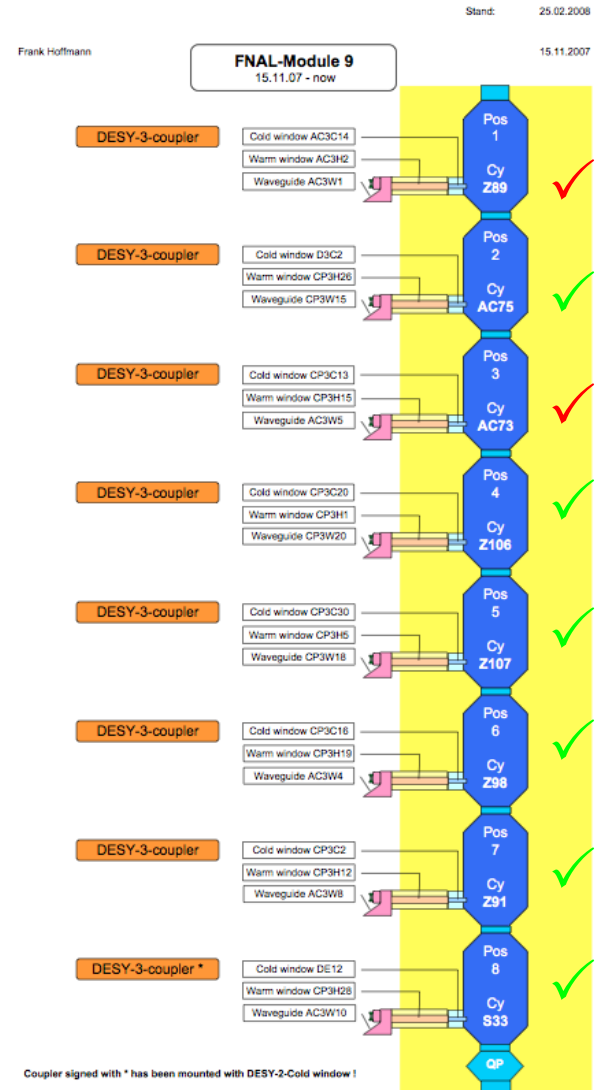 Stand: 25.02.2008
Frank Hoffmann
15.11.2007
FNAL-Module 9
15.11.07 - now
DESY-3-coupler
Cold window AC3C14
Warm window AC3H2
Waveguide AC3W1
Pos
1
Cy
Z89
DESY-3-coupler
Cold window D3C2
Warm window CP3H26
Waveguide CP3W15
Pos
2
Cy
AC75
DESY-3-coupler
Cold window CP3C13
Warm window CP3H15
Waveguide AC3W5
Pos
3
Cy
AC73
DESY-3-coupler
Cold window CP3C20
Warm window CP3H1
Waveguide CP3W20
Pos
4
Cy
Z106
DESY-3-coupler
Cold window CP3C30
Warm window CP3H5
Waveguide CP3W18
Pos
5
Cy
Z107
DESY-3-coupler
Cold window CP3C16
Warm window CP3H19
Waveguide AC3W4
Pos
6
Cy
Z98
DESY-3-coupler
Cold window CP3C2
Warm window CP3H12
Waveguide AC3W8
Pos
7
Cy
Z91
DESY-3-coupler *
Cold window DE12
Warm window CP3H28
Waveguide AC3W10
Pos
8
Cy
S33
QP
Coupler signed with * has been mounted with DESY-2-Cold window !